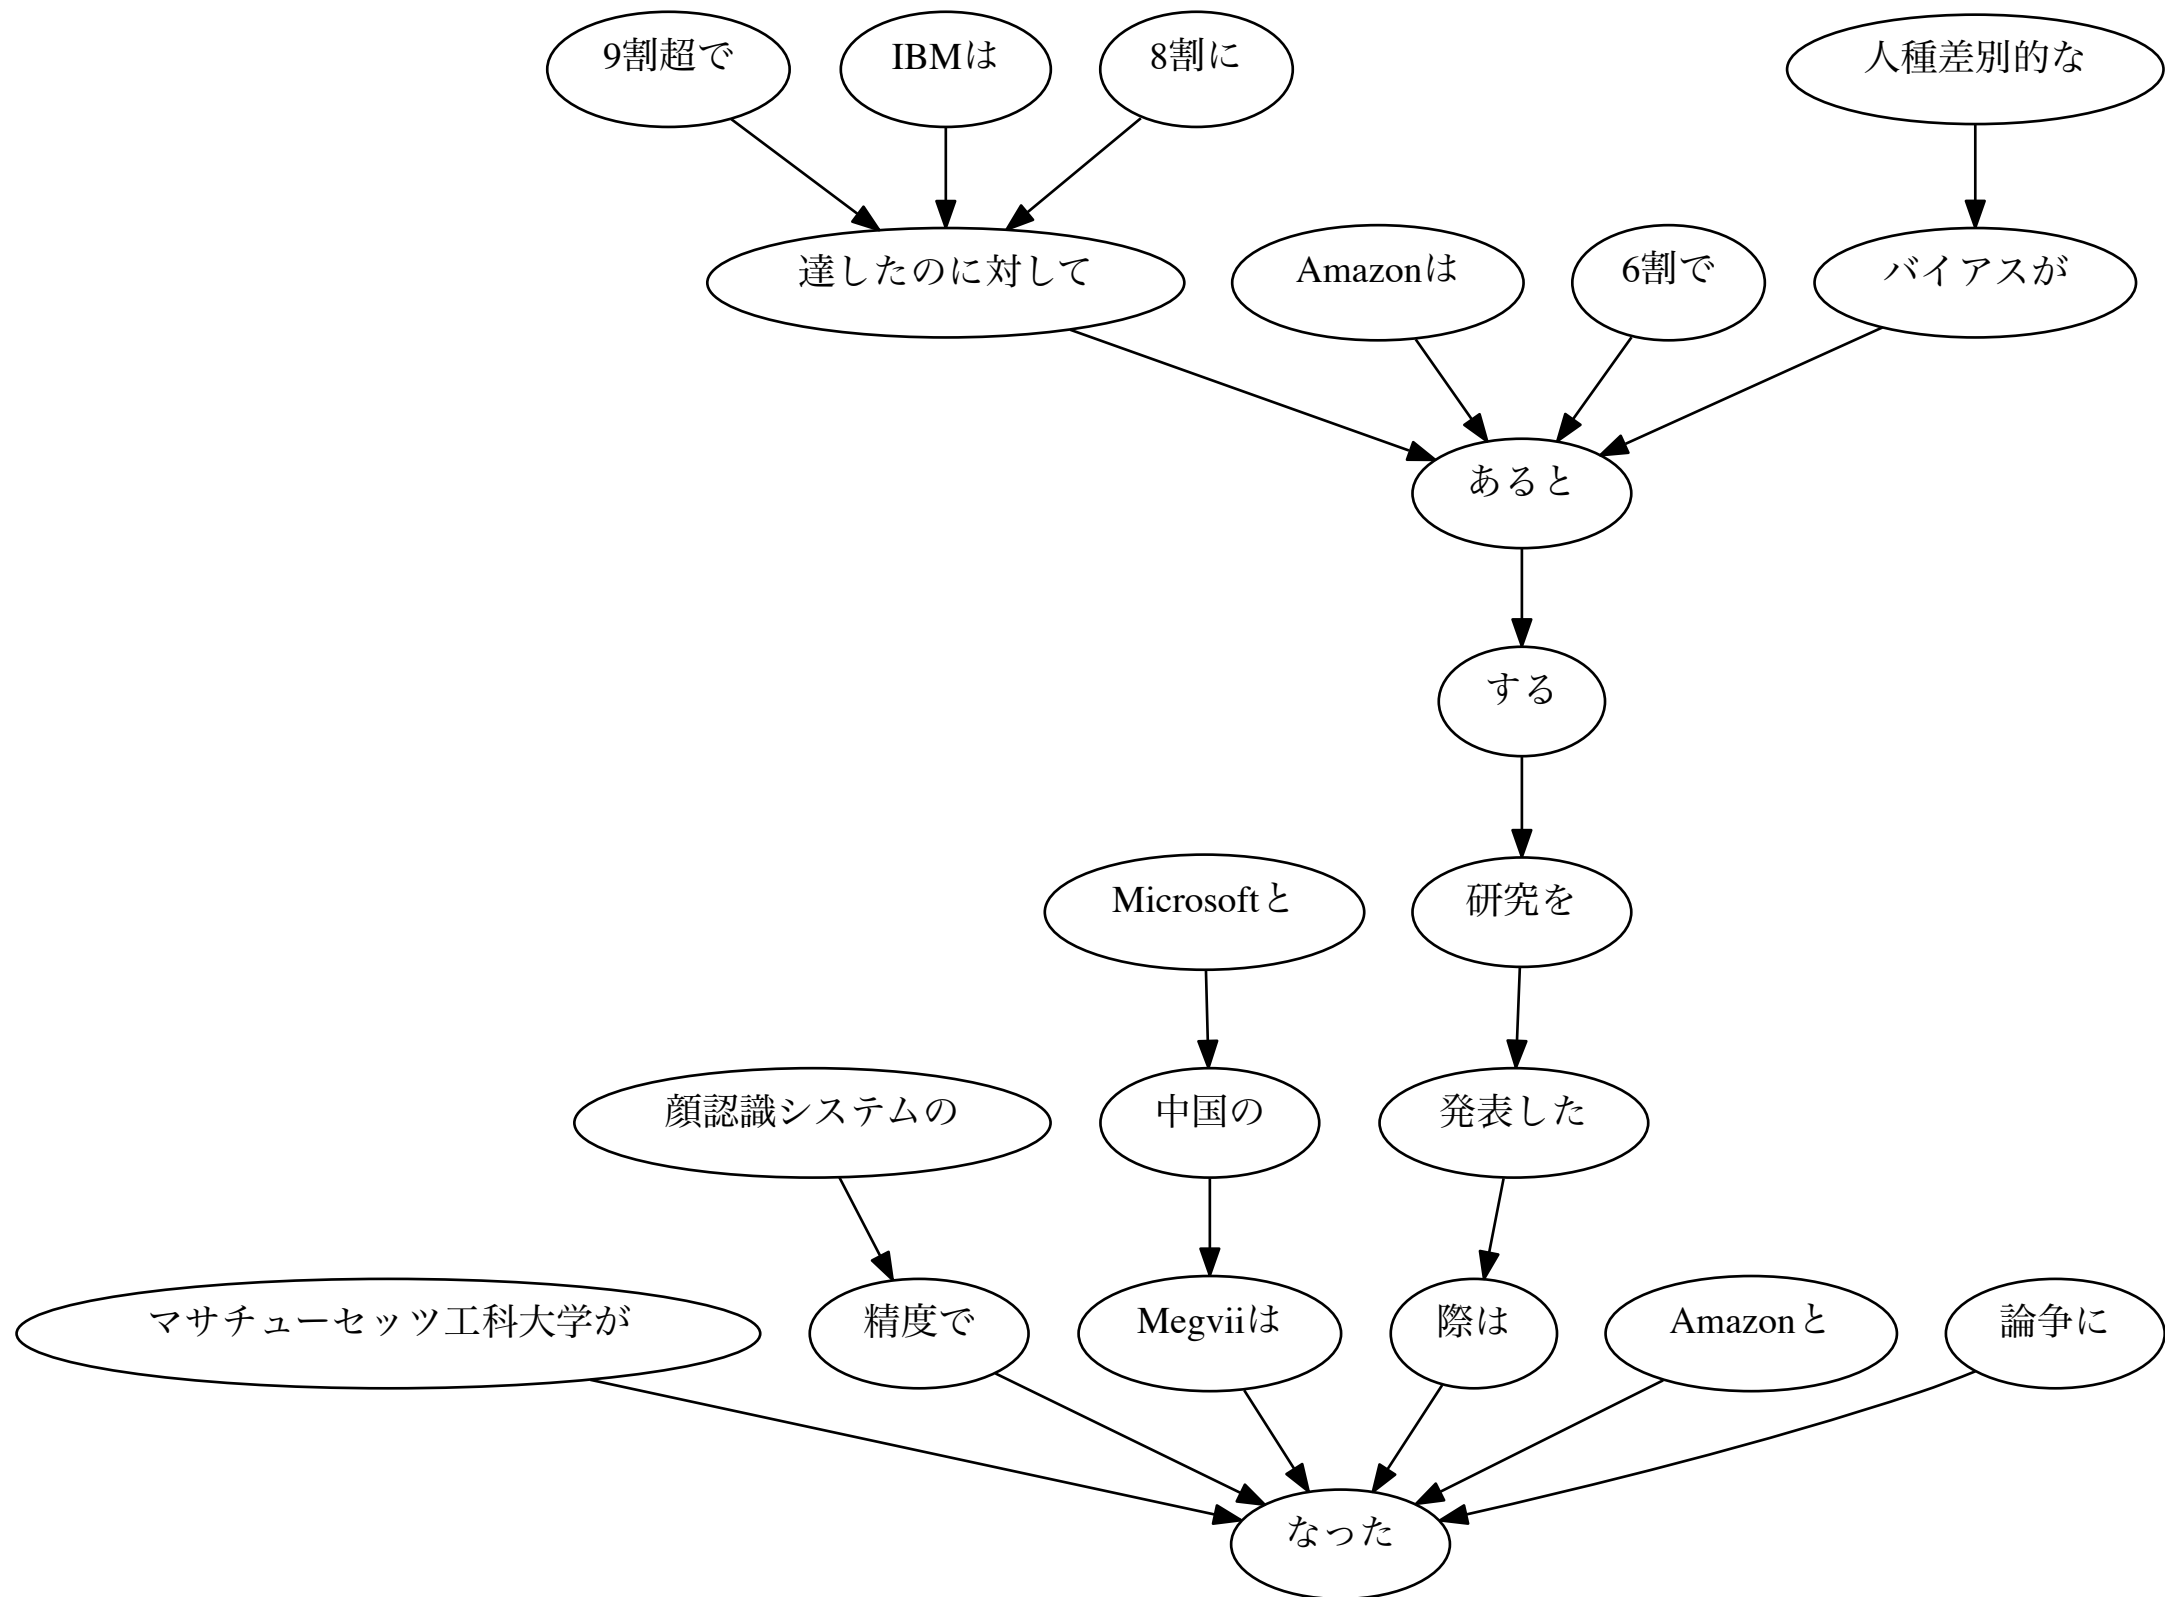 9割超で
IBMは
8割に
人種差別的な
達したのに対して
Amazonは
6割で
バイアスが
あると
する
Microsoftと
研究を
顔認識システムの
中国の
発表した
マサチューセッツ工科大学が
精度で
Megviiは
際は
Amazonと
論争に
なった